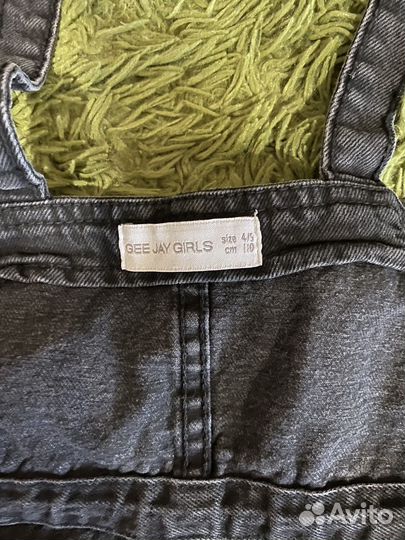 GEE JAY GIRLS
size 4/5
cm 110
Avito